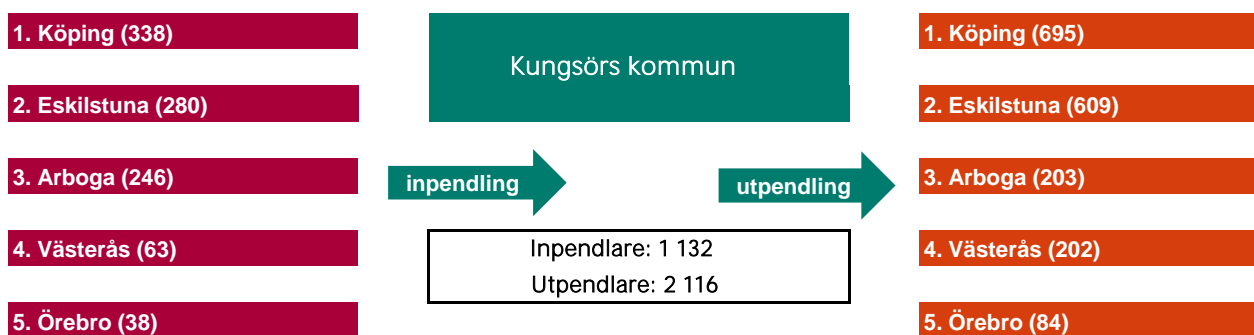 1. Köping (338)
2. Eskilstuna (280)
3. Arboga (246)
4. Västerås (63)
5. Örebro (38)
Kungsörs kommun
inpendling
utpendling
Inpendlare: 1 132
Utpendlare: 2 116
1. Köping (695)
2. Eskilstuna (609)
3. Arboga (203)
4. Västerås (202)
5. Örebro (84)